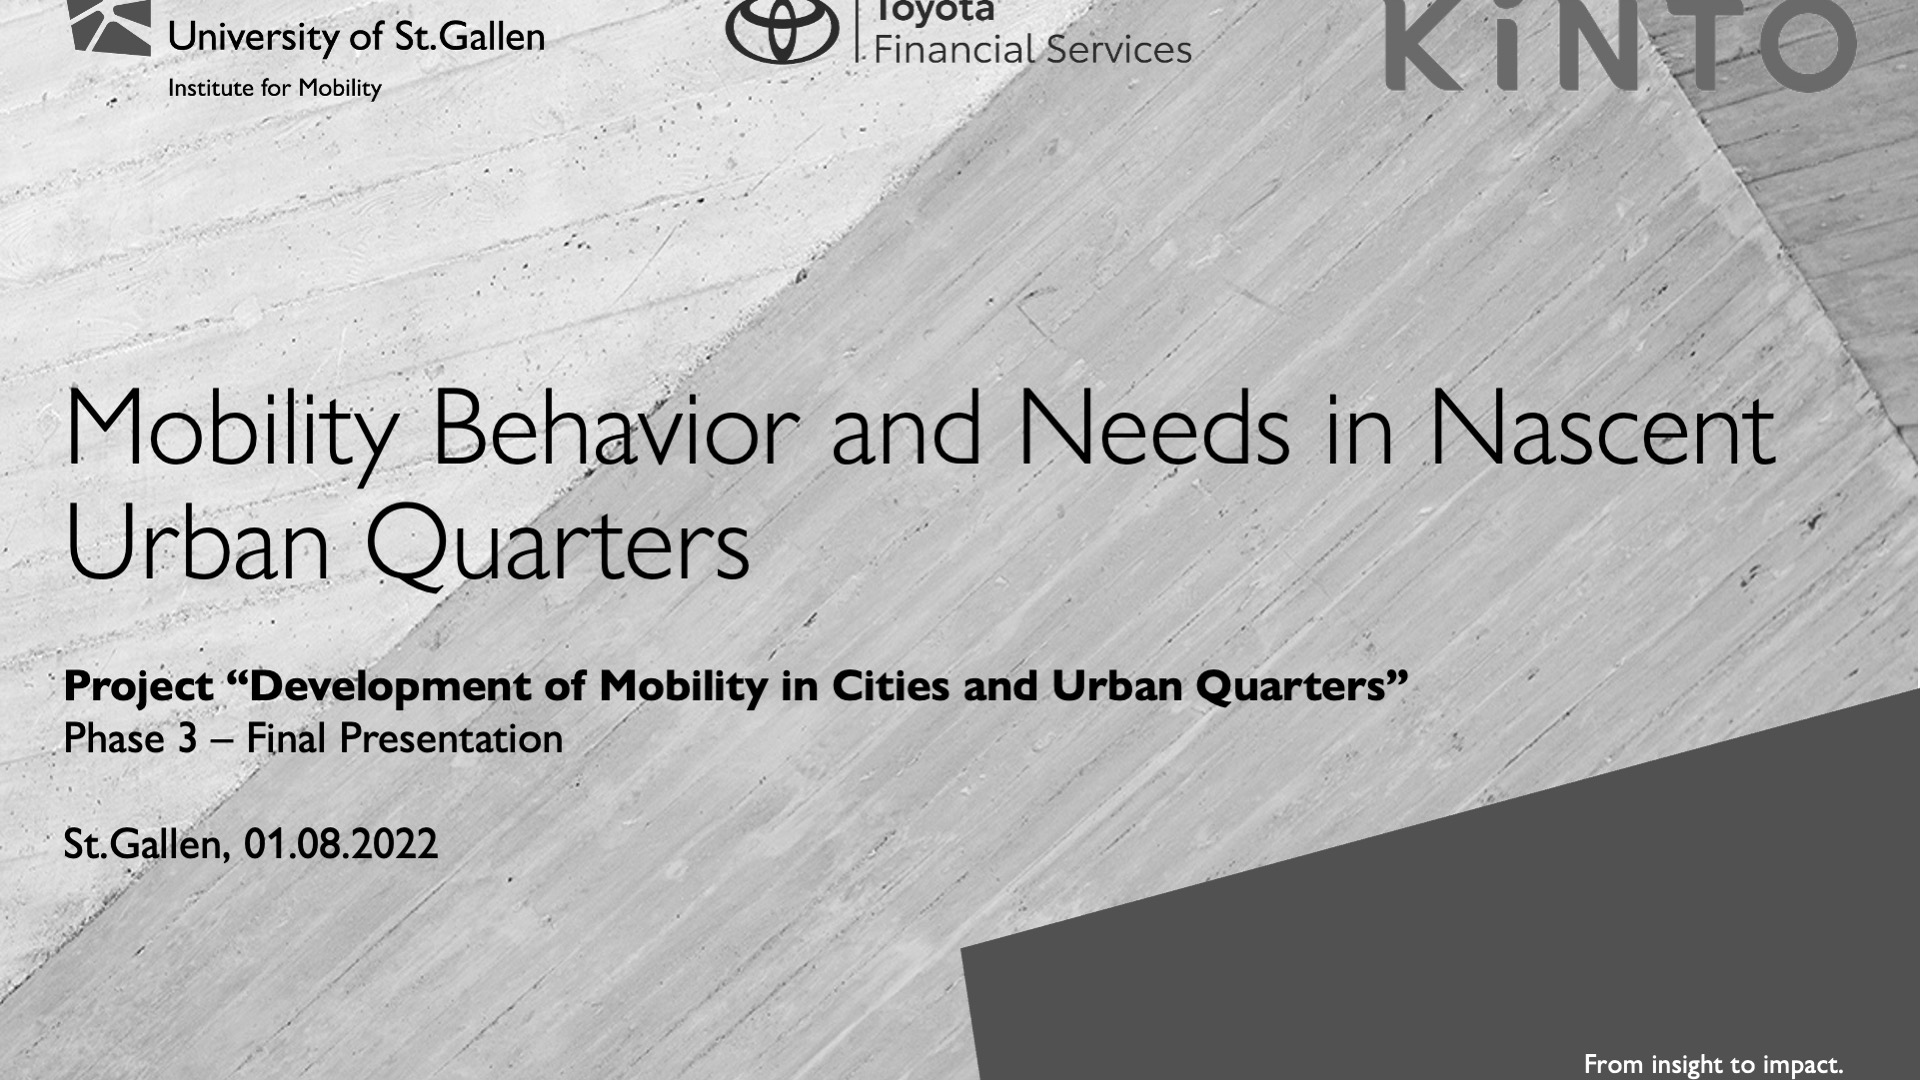 University of St.Gallen
Institute for Mobility
Toyota
Financial Services
KiNTO
Mobility Behavior and Needs in Nascent
Urban Quarters
Project “Development of Mobility in Cities and Urban Quarters”
Phase 3 – Final Presentation
St.Gallen, 01.08.2022
From insight to impact.